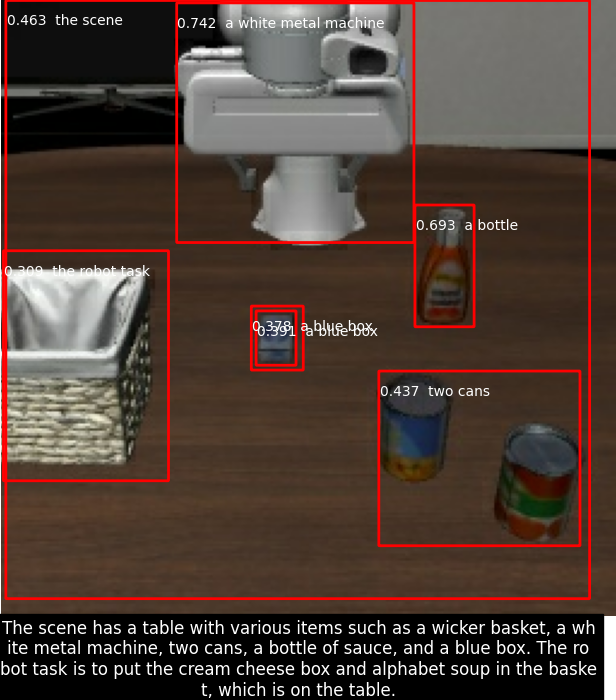 0.463 the scene
0.742 a white metal machine
0.693 a bottle
0.309 the robot task
0.378 a blue box
0.391 a blue box
0.437 two cans
The scene has a table with various items such as a wicker basket, a wh
ite metal machine, two cans, a bottle of sauce, and a blue box. The ro
bot task is to put the cream cheese box and alphabet soup in the baske
t, which is on the table.